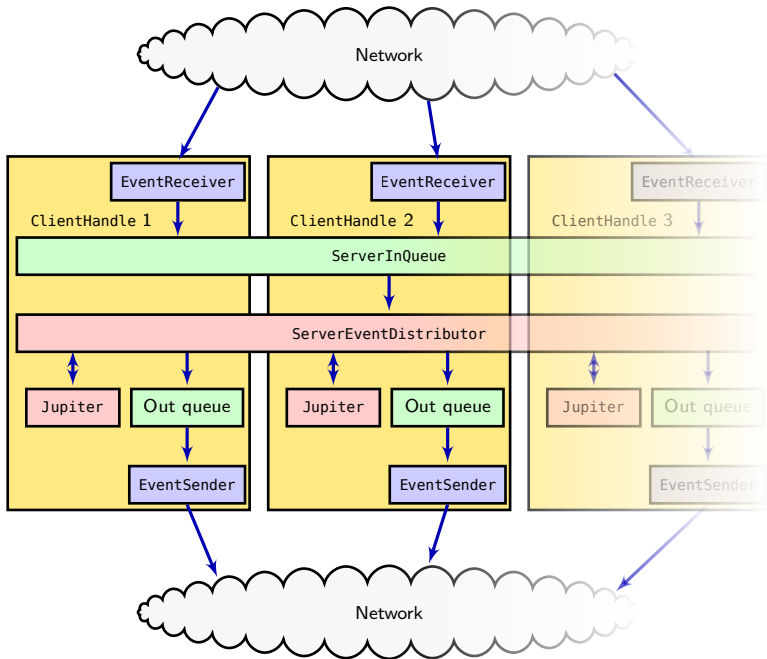 Network
EventReceiver
EventReceiver
EventReceiver
ClientHandle 1
ClientHandle 2
ClientHandle 3
ServerInQueue
ServerEventDistributor
Jupiter
Out queue
Jupiter
Out queue
Jupiter
Out queue
EventSender
EventSender
EventSender
Network